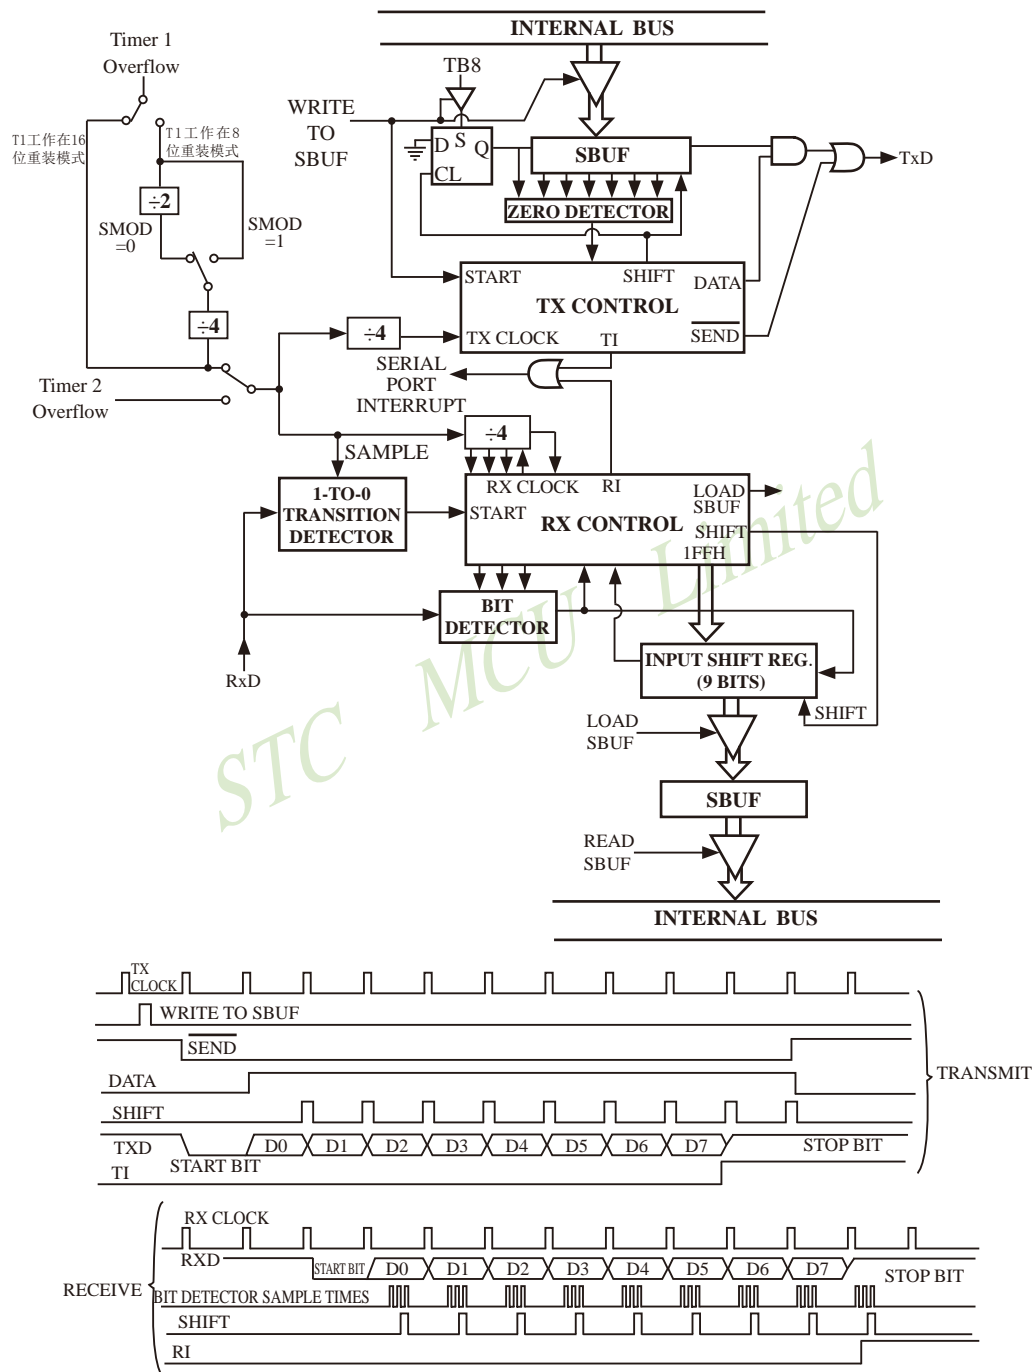 INTERNAL BUS
Timer 1
Overflow
TB8
WRITE
TO
SBUF
T1工作在16
位重装模式
T1工作在8
位重装模式
D
S
Q
CL
SBUF
TxD
÷2
ZERO DETECTOR
SMOD
=0
SMOD
=1
START
SHIFT
DATA
TX CONTROL
÷4
÷4
TX CLOCK
TI
SEND
SERIAL
PORT
INTERRUPT
Timer 2
Overflow
÷4
SAMPLE
RX CLOCK
RI
LOAD
SBUF
1-TO-0
TRANSITION
DETECTOR
START
RX CONTROL
SHIFT
1FFH
BIT
DETECTOR
INPUT SHIFT REG.
(9 BITS)
RxD
SHIFT
LOAD
SBUF
SBUF
READ
SBUF
INTERNAL BUS
STC MCU Limited
TX
CLOCK
WRITE TO SBUF
SEND
DATA
TRANSMIT
SHIFT
TXD
START BIT
D0
D1
D2
D3
D4
D5
D6
D7
STOP BIT
TI
RX CLOCK
RXD
START BIT
D0
D1
D2
D3
D4
D5
D6
D7
STOP BIT
RECEIVE
BIT DETECTOR SAMPLE TIMES
SHIFT
RI